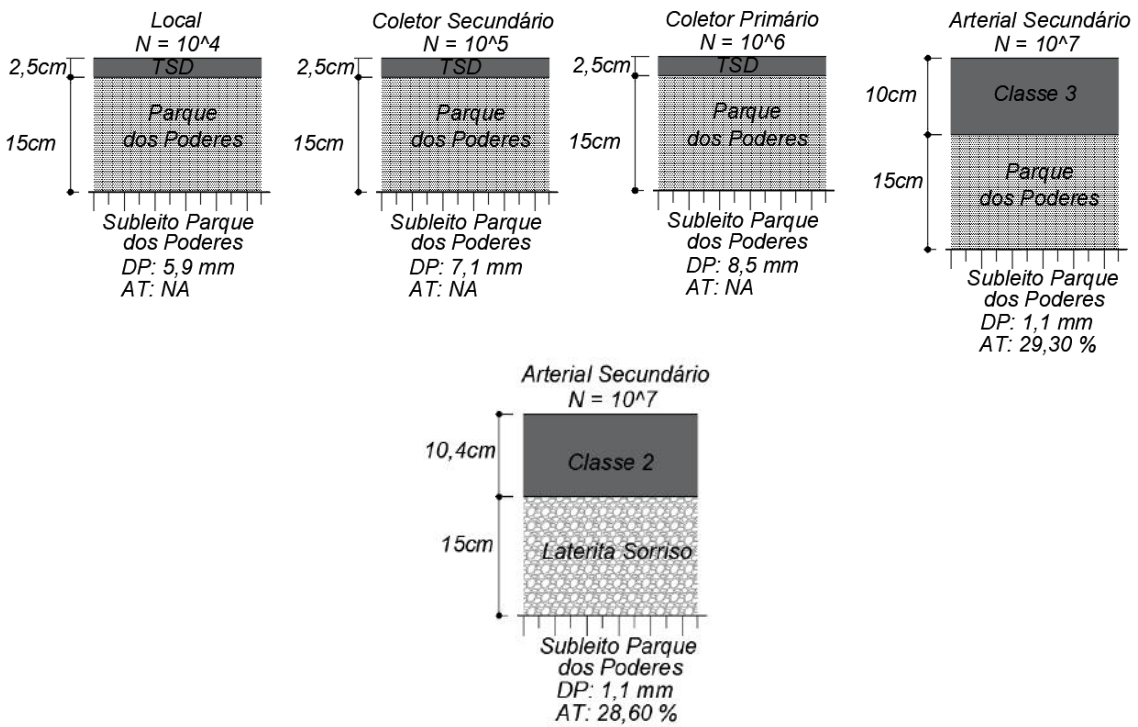 Local
N = 10^4
2,5cm
TSD
15cm
Parque
dos Poderes
Subleito Parque
dos Poderes
DP: 5,9 mm
AT: NA
Coletor Secundário
N = 10^5
2,5cm
TSD
15cm
Parque
dos Poderes
Subleito Parque
dos Poderes
DP: 7,1 mm
AT: NA
Coletor Primário
N = 10^6
2,5cm
TSD
15cm
Parque
dos Poderes
Subleito Parque
dos Poderes
DP: 8,5 mm
AT: NA
Arterial Secundário
N = 10^7
10cm
Classe 3
15cm
Parque
dos Poderes
Subleito Parque
dos Poderes
DP: 1,1 mm
AT: 29,30 %
Arterial Secundário
N = 10^7
10,4cm
Classe 2
15cm
Laterita Sorriso
Subleito Parque
dos Poderes
DP: 1,1 mm
AT: 28,60 %